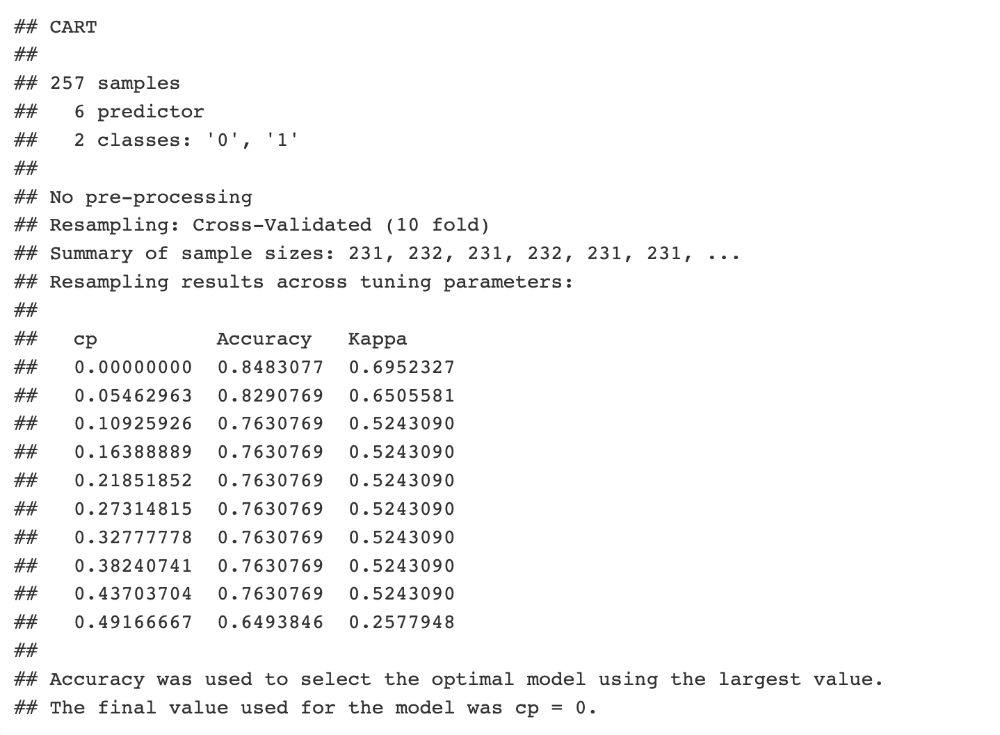 ## CART
##
## 257 samples
##   6 predictor
##   2 classes: '0', '1'
##
## No pre-processing
## Resampling: Cross-Validated (10 fold)
## Summary of sample sizes: 231, 232, 231, 232, 231, 231, ...
## Resampling results across tuning parameters:
##
##   cp          Accuracy   Kappa
##   0.00000000  0.8483077  0.6952327
##   0.05462963  0.8290769  0.6505581
##   0.10925926  0.7630769  0.5243090
##   0.16388889  0.7630769  0.5243090
##   0.21851852  0.7630769  0.5243090
##   0.27314815  0.7630769  0.5243090
##   0.32777778  0.7630769  0.5243090
##   0.38240741  0.7630769  0.5243090
##   0.43703704  0.7630769  0.5243090
##   0.49166667  0.6493846  0.2577948
##
## Accuracy was used to select the optimal model using the largest value.
## The final value used for the model was cp = 0.